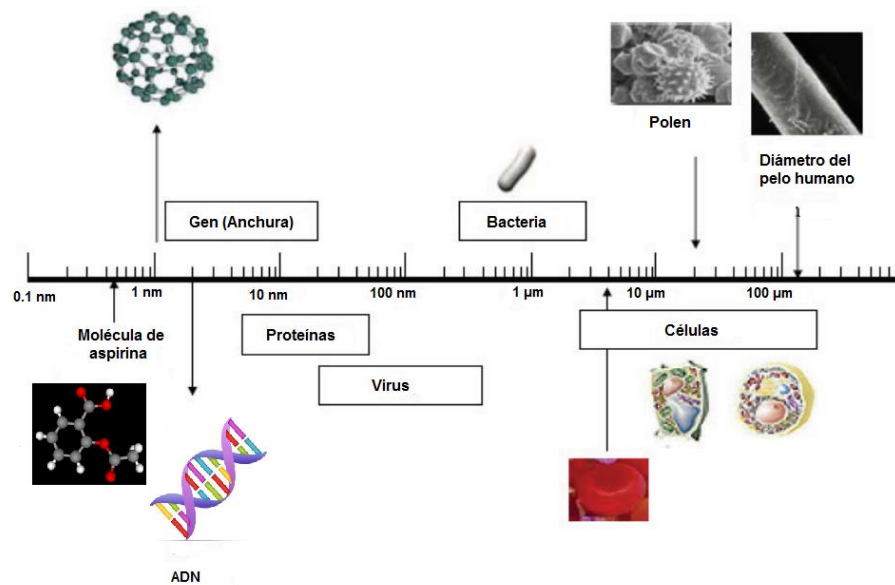 Polen
Diámetro del
pelo humano
Gen (Anchura)
Bacteria
1
0.1 nm
1 nm
10 nm
100 nm
1 µm
10 µm
100 µm
Molécula de
aspirina
Proteínas
Células
Virus
ADN